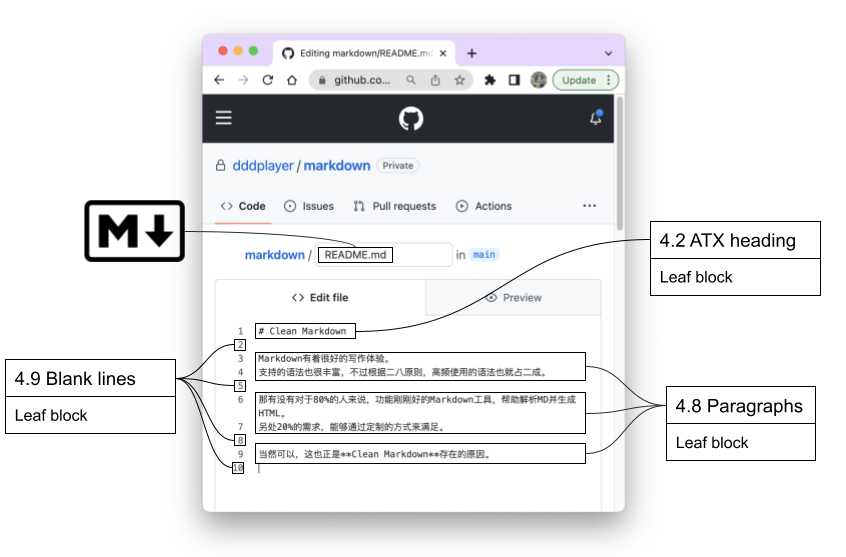 Editing markdown/README.md
github.co...
Update
dddplayer / markdown Private
Code Issues Pull requests Actions
M
markdown / README.md in main
4.2 ATX heading
Leaf block
Edit file Preview
1 # Clean Markdown
2
3 Markdown有着很好的写作体验。
4 支持的语法也很丰富，不过根据二八原则，高频使用的语法也就占二成。
5
6 那有没有对于80%的人来说，功能刚刚好的Markdown工具，帮助解析MD并生成
HTML。
7 另处20%的需求，能够通过定制的方式来满足。
8
9 当然可以，这也正是**Clean Markdown**存在的原因。
10
4.9 Blank lines
Leaf block
4.8 Paragraphs
Leaf block